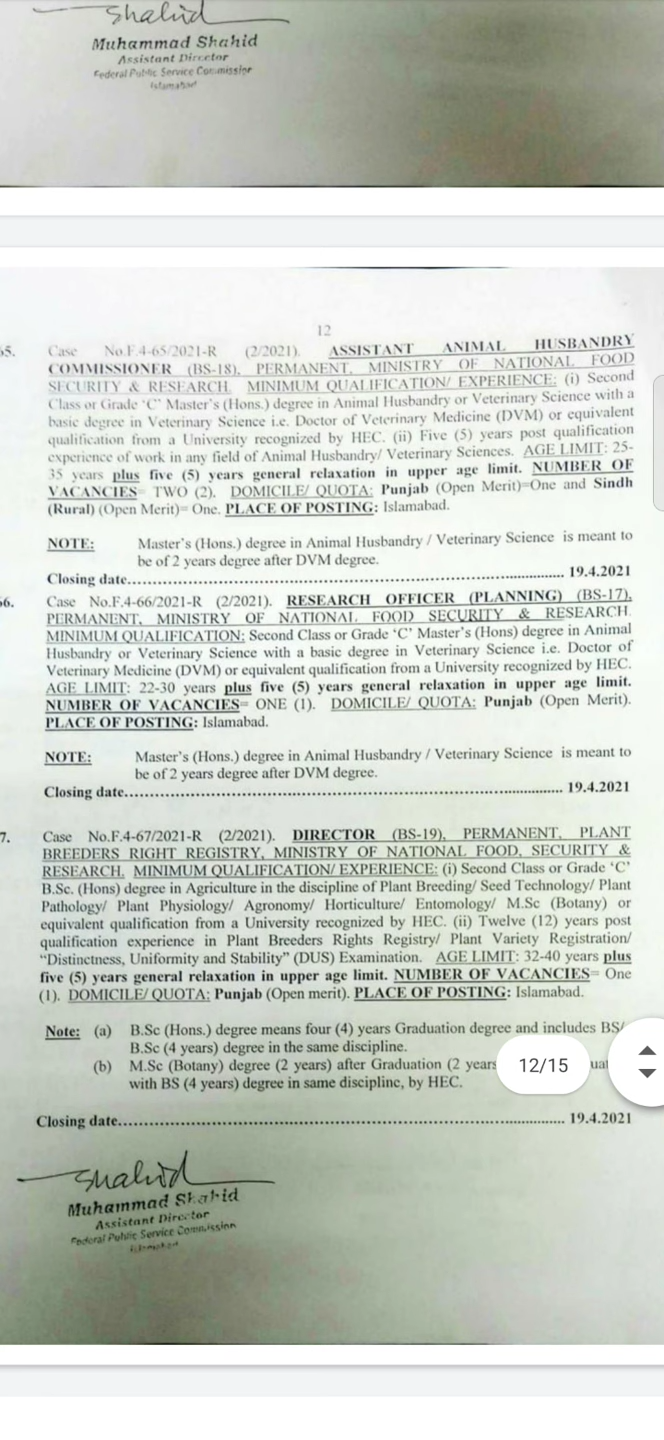 Shahid
Muhammad Shahid
Assistant Director
Federal Public Service Commission
Islamabad
12
55. Case No.F.4-65/2021-R (2/2021). ASSISTANT ANIMAL HUSBANDRY
COMMISSIONER (BS-18), PERMANENT, MINISTRY OF NATIONAL FOOD
SECURITY & RESEARCH. MINIMUM QUALIFICATION/ EXPERIENCE: (i) Second
Class or Grade ‘C’ Master’s (Hons.) degree in Animal Husbandry or Veterinary Science with a
basic degree in Veterinary Science i.e. Doctor of Veterinary Medicine (DVM) or equivalent
qualification from a University recognized by HEC. (ii) Five (5) years post qualification
experience of work in any field of Animal Husbandry/ Veterinary Sciences. AGE LIMIT: 25-
35 years plus five (5) years general relaxation in upper age limit. NUMBER OF
VACANCIES= TWO (2). DOMICILE/ QUOTA: Punjab (Open Merit)=One and Sindh
(Rural) (Open Merit)= One. PLACE OF POSTING: Islamabad.
NOTE: Master’s (Hons.) degree in Animal Husbandry / Veterinary Science is meant to
be of 2 years degree after DVM degree.
Closing date.......................................................................................... 19.4.2021
56. Case No.F.4-66/2021-R (2/2021). RESEARCH OFFICER (PLANNING) (BS-17),
PERMANENT, MINISTRY OF NATIONAL FOOD SECURITY & RESEARCH.
MINIMUM QUALIFICATION: Second Class or Grade ‘C’ Master’s (Hons) degree in Animal
Husbandry or Veterinary Science with a basic degree in Veterinary Science i.e. Doctor of
Veterinary Medicine (DVM) or equivalent qualification from a University recognized by HEC.
AGE LIMIT: 22-30 years plus five (5) years general relaxation in upper age limit.
NUMBER OF VACANCIES= ONE (1). DOMICILE/ QUOTA: Punjab (Open Merit).
PLACE OF POSTING: Islamabad.
NOTE: Master’s (Hons.) degree in Animal Husbandry / Veterinary Science is meant to
be of 2 years degree after DVM degree.
Closing date.......................................................................................... 19.4.2021
7. Case No.F.4-67/2021-R (2/2021). DIRECTOR (BS-19), PERMANENT, PLANT
BREEDERS RIGHT REGISTRY, MINISTRY OF NATIONAL FOOD, SECURITY &
RESEARCH. MINIMUM QUALIFICATION/ EXPERIENCE: (i) Second Class or Grade ‘C’
B.Sc. (Hons) degree in Agriculture in the discipline of Plant Breeding/ Seed Technology/ Plant
Pathology/ Plant Physiology/ Agronomy/ Horticulture/ Entomology/ M.Sc (Botany) or
equivalent qualification from a University recognized by HEC. (ii) Twelve (12) years post
qualification experience in Plant Breeders Rights Registry/ Plant Variety Registration/
“Distinctness, Uniformity and Stability” (DUS) Examination. AGE LIMIT: 32-40 years plus
five (5) years general relaxation in upper age limit. NUMBER OF VACANCIES= One
(1). DOMICILE/ QUOTA: Punjab (Open merit). PLACE OF POSTING: Islamabad.
Note: (a) B.Sc (Hons.) degree means four (4) years Graduation degree and includes BS/
B.Sc (4 years) degree in the same discipline.
(b) M.Sc (Botany) degree (2 years) after Graduation (2 years
12/15
with BS (4 years) degree in same discipline, by HEC.
Closing date.......................................................................................... 19.4.2021
Shahid
Muhammad Shahid
Assistant Director
Federal Public Service Commission
Islamabad